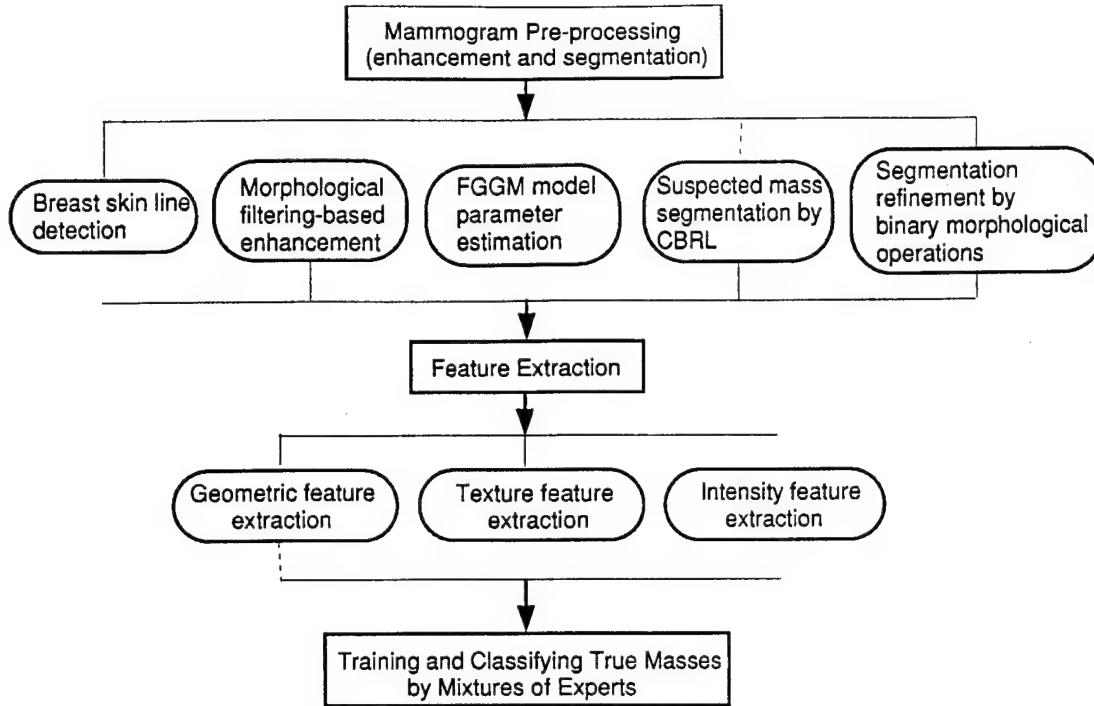 Mammogram Pre-processing
(enhancement and segmentation)
Breast skin line
detection
Morphological
filtering-based
enhancement
FGGM model
parameter
estimation
Suspected mass
segmentation by
CBRL
Segmentation
refinement by
binary morphological
operations
Feature Extraction
Geometric feature
extraction
Texture feature
extraction
Intensity feature
extraction
Training and Classifying True Masses
by Mixtures of Experts